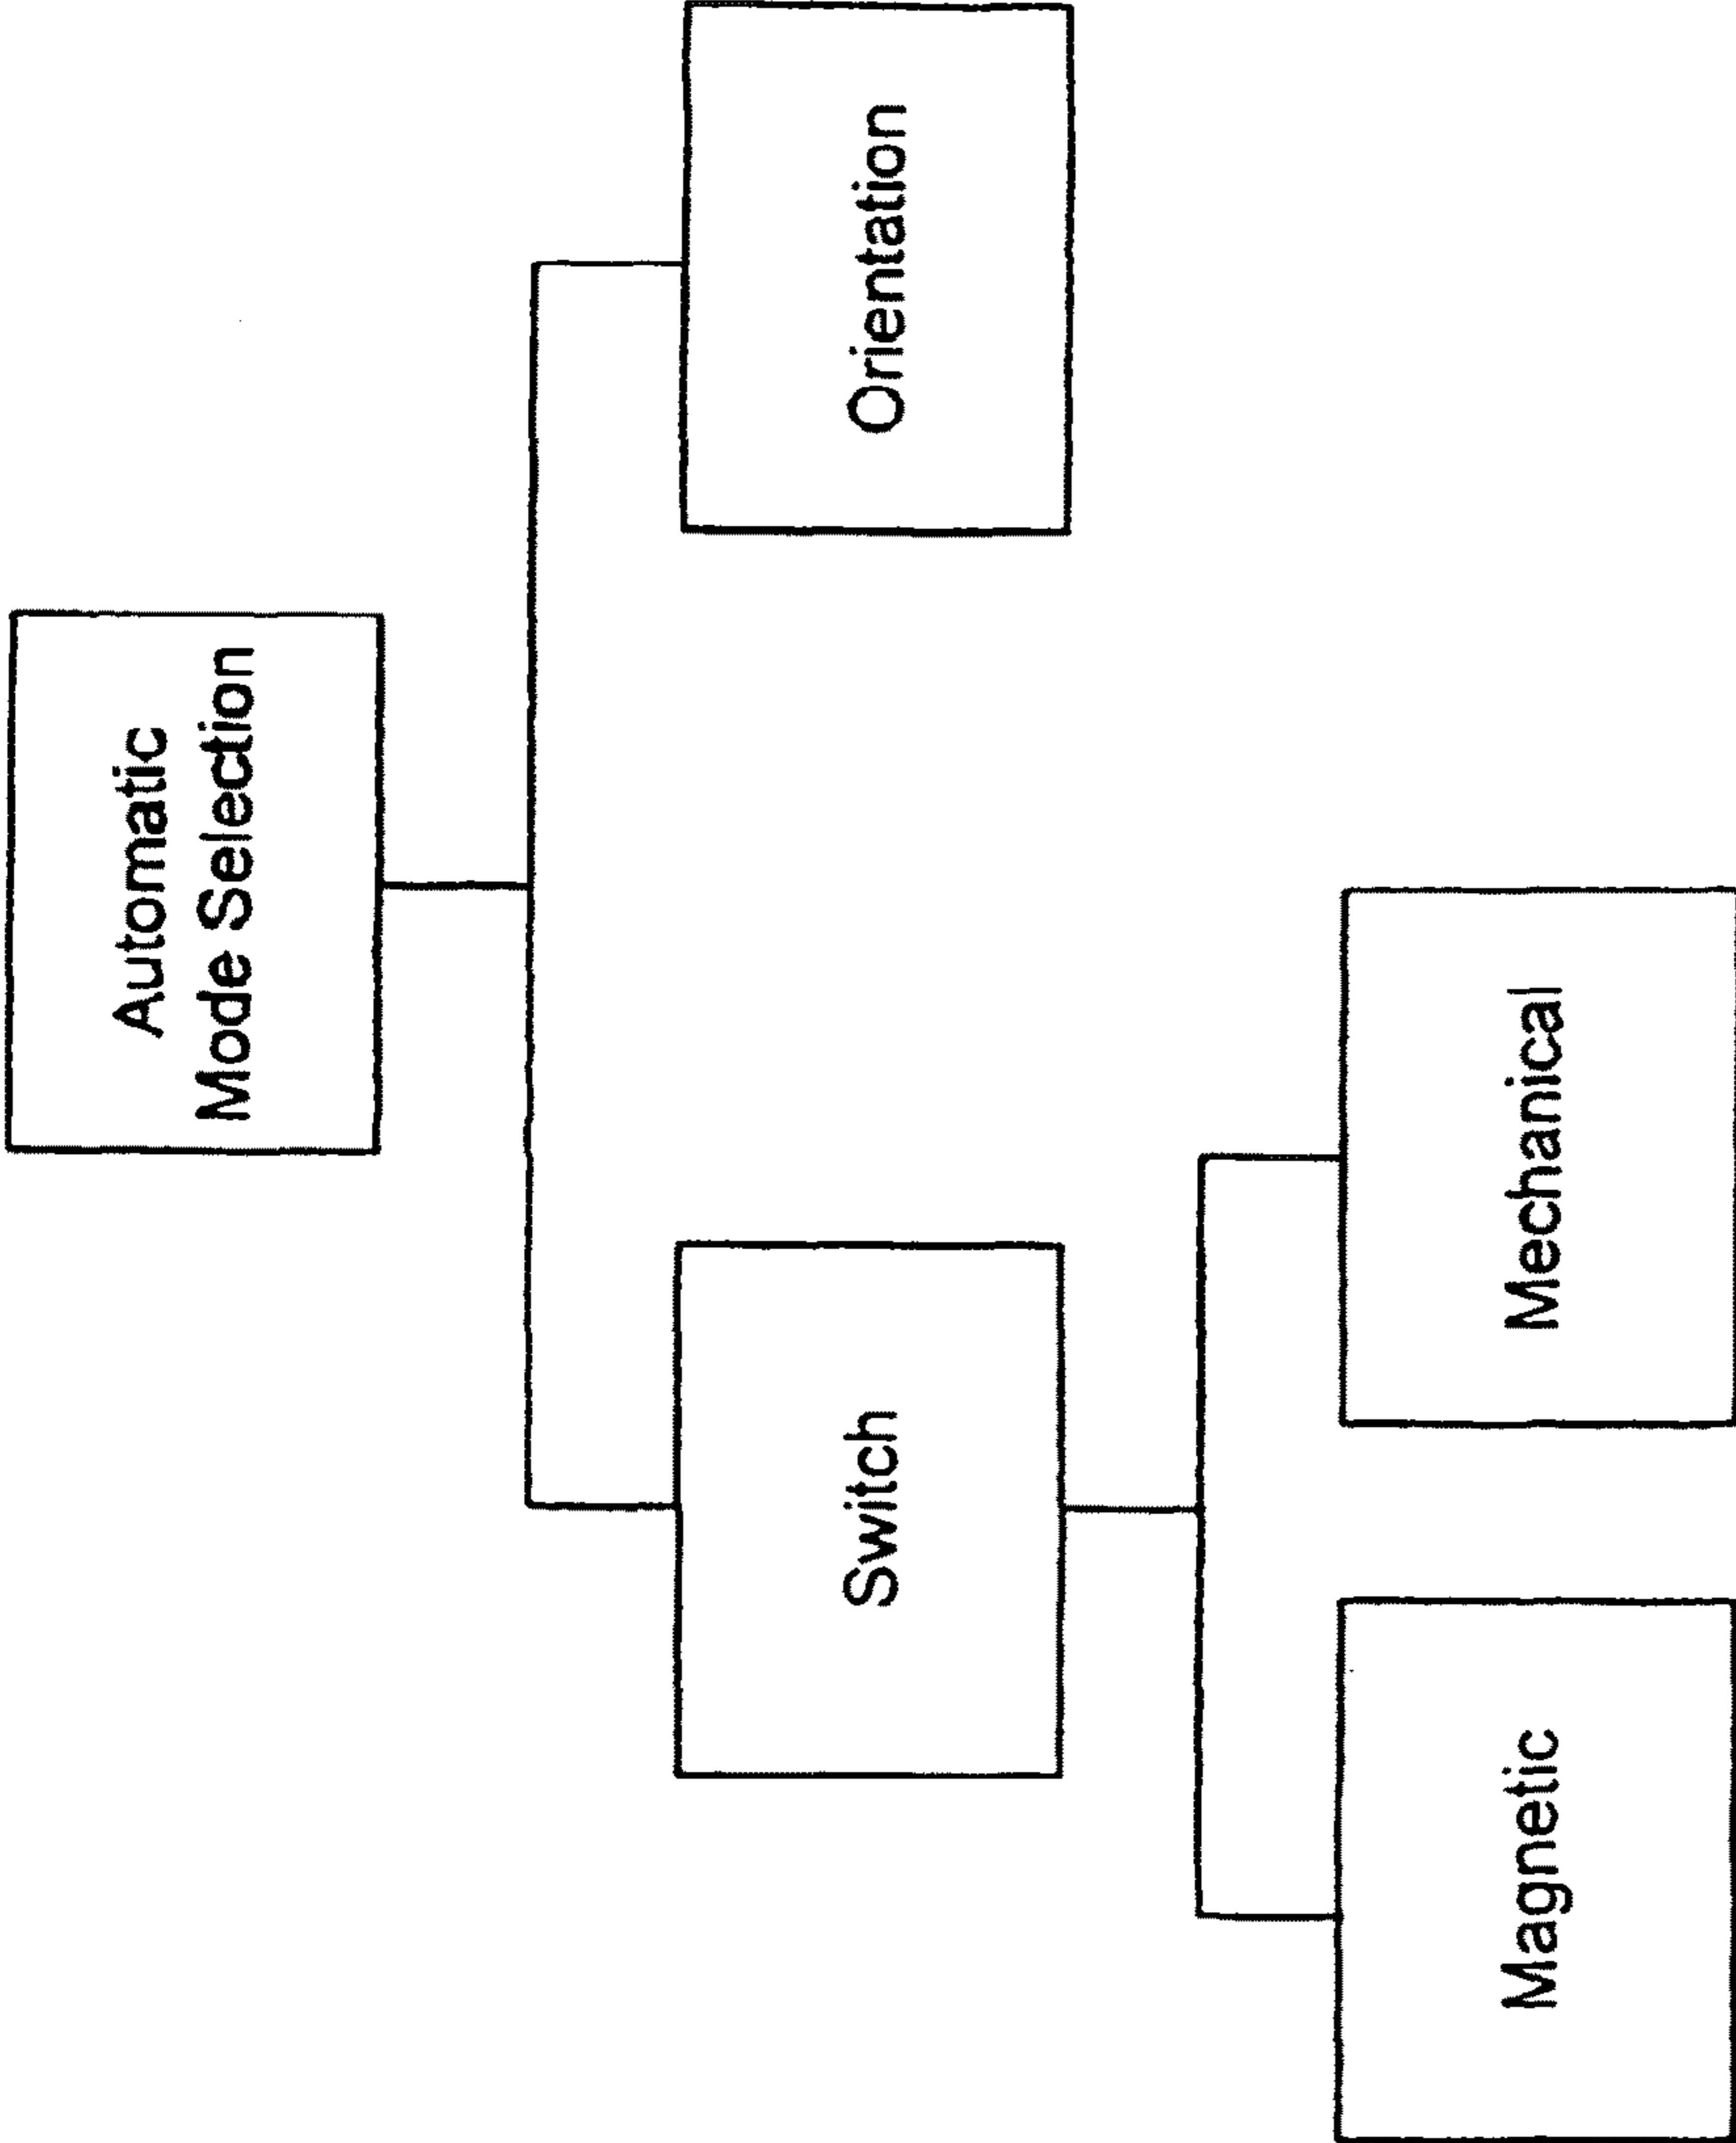 Automatic
Mode Selection
Switch
Orientation
Magnetic
Mechanical